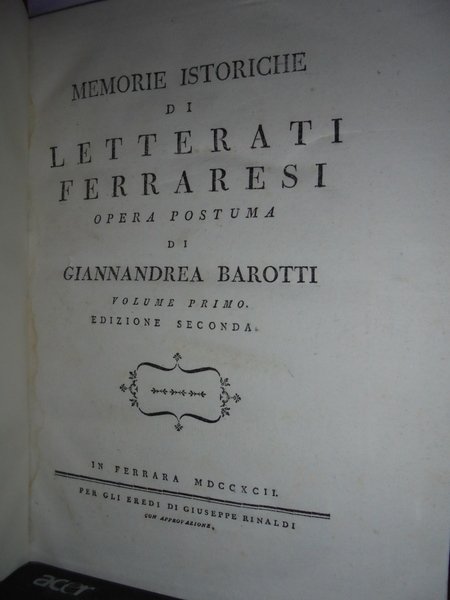 MEMORIE ISTORICHE
DI
LETTERATI
FERRARESI
OPERA POSTUMA
DI
GIANNANDREA BAROTTI
VOLUME PRIMO.
EDIZIONE SECONDA.
IN FERRARA MDCCXCII.
PER GLI EREDI DI GIUSEPPE RINALDI
CON APPROVAZIONE.
acer